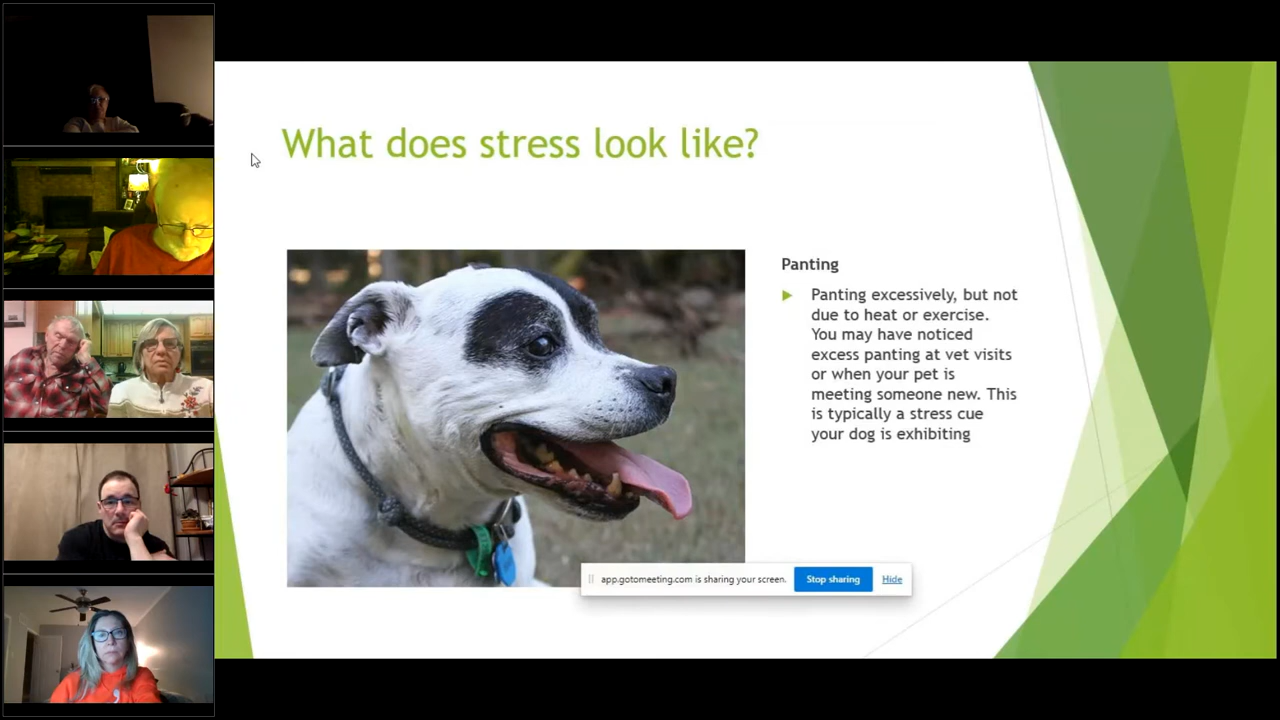 What does stress look like?
Panting
Panting excessively, but not
due to heat or exercise.
You may have noticed
excess panting at vet visits
or when your pet is
meeting someone new. This
is typically a stress cue
your dog is exhibiting
app.gotomeeting.com is sharing your screen.
Stop sharing
Hide